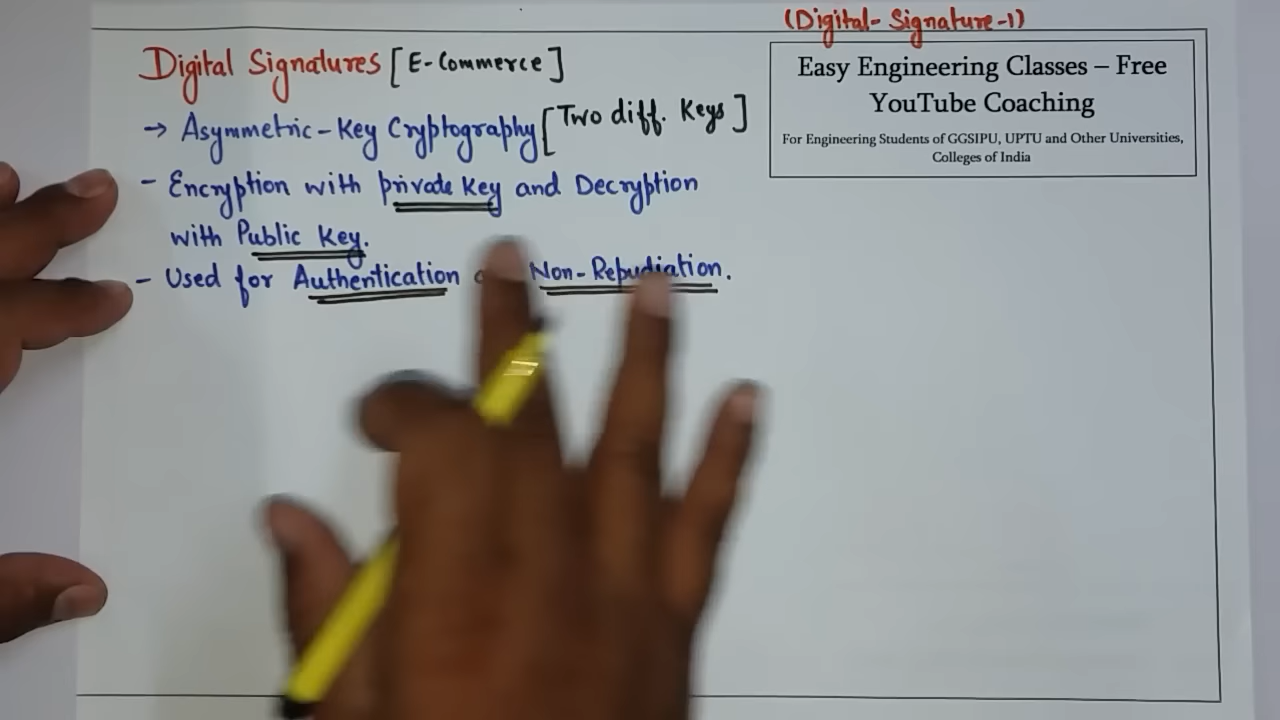 (Digital-Signature-1)
Digital Signatures [E-Commerce]
Easy Engineering Classes – Free
YouTube Coaching
For Engineering Students of GGSIPU, UPTU and Other Universities,
Colleges of India
→ Asymmetric-Key Cryptography [Two diff. Keys]
- Encryption with private Key and Decryption
with Public Key.
- Used for Authentication Non-Repudiation.